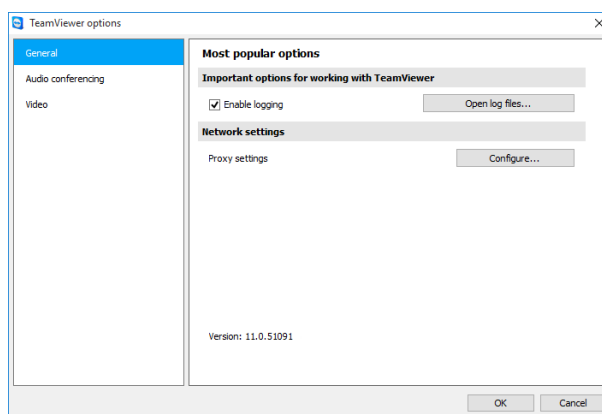 TeamViewer options
General
Audio conferencing
Video
Most popular options
Important options for working with TeamViewer
Enable logging
Open log files...
Network settings
Proxy settings
Configure...
Version: 11.0.51091
OK
Cancel